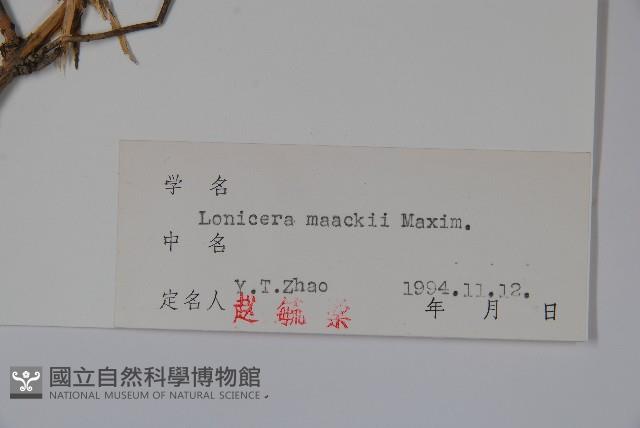 学 名
Lonicera maackii Maxim.
中 名
Y.T.Zhao 1994.11.12.
定名人 赵毓棠 年 月 日
國立自然科學博物館
NATIONAL MUSEUM OF NATURAL SCIENCE